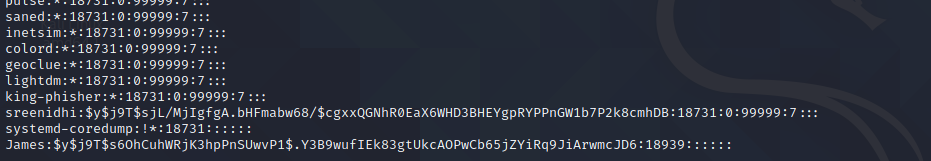 pulse:*:18731:0:99999:7:::
saned:*:18731:0:99999:7:::
inetsim:*:18731:0:99999:7:::
colord:*:18731:0:99999:7:::
geoclue:*:18731:0:99999:7:::
lightdm:*:18731:0:99999:7:::
king-phisher:*:18731:0:99999:7:::
sreenidhi:$y$j9T$sjL/MjIgfgA.bHFmabw68/$cgxxQGNhR0EaX6WHD3BHEYgpRYPPnGW1b7P2k8cmhDB:18731:0:99999:7:::
systemd-coredump:!*:18731::::::
James:$y$j9T$s6OhCuhWRjK3hpPnSUwvP1$.Y3B9wufIEk83gtUkcAOPwCb65jZYiRq9JiArwmcJD6:18939::::::